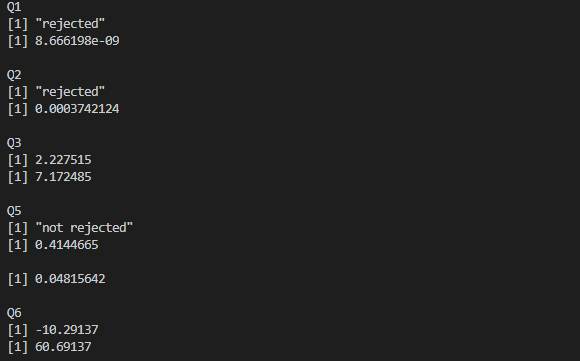 Q1
[1] "rejected"
[1] 8.666198e-09
Q2
[1] "rejected"
[1] 0.0003742124
Q3
[1] 2.227515
[1] 7.172485
Q5
[1] "not rejected"
[1] 0.4144665
[1] 0.04815642
Q6
[1] -10.29137
[1] 60.69137